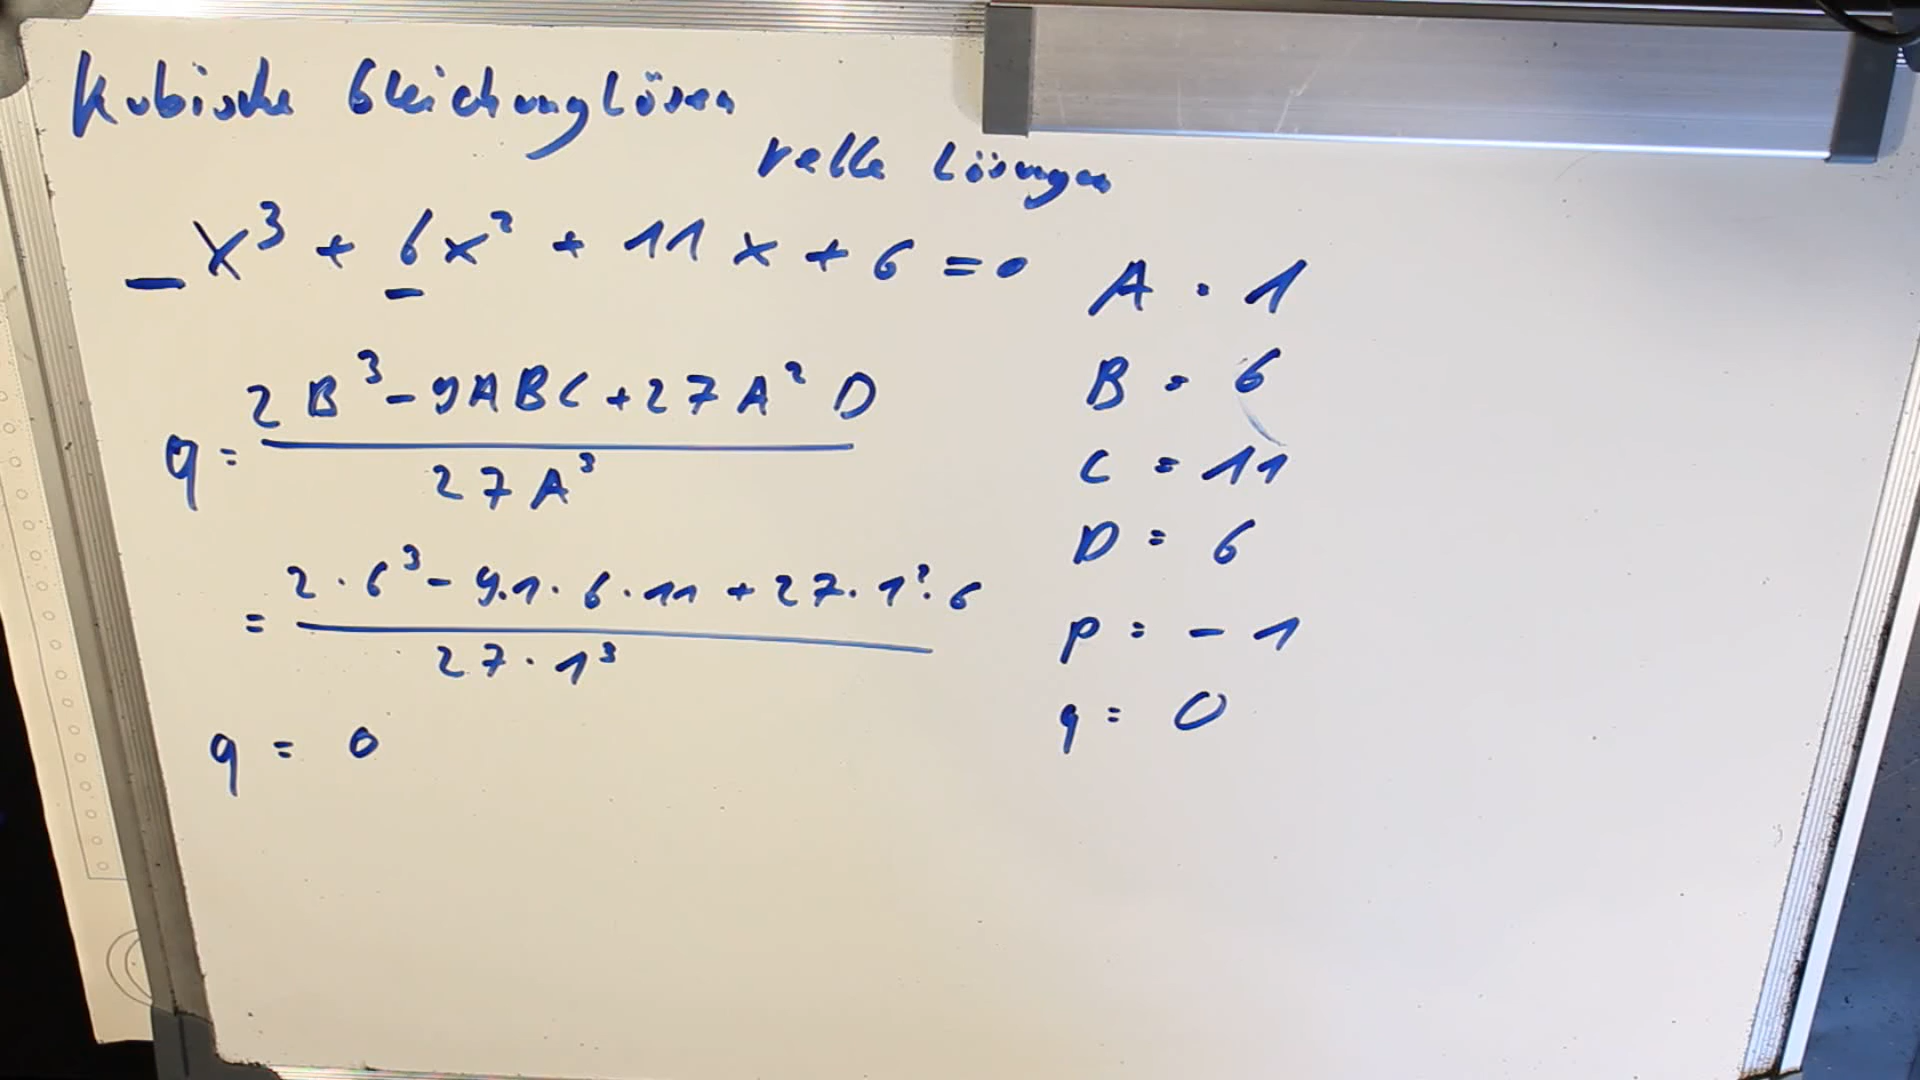 Kubische Gleichung Lösen
relle Lösungen
x³ + 6x² + 11x + 6 = 0
q = (2B³ - 9ABC + 27A²D) / (27A³)
= (2·6³ - 9·1·6·11 + 27·1²·6) / (27·1³)
q = 0
A = 1
B = 6
C = 11
D = 6
p = -1
q = 0